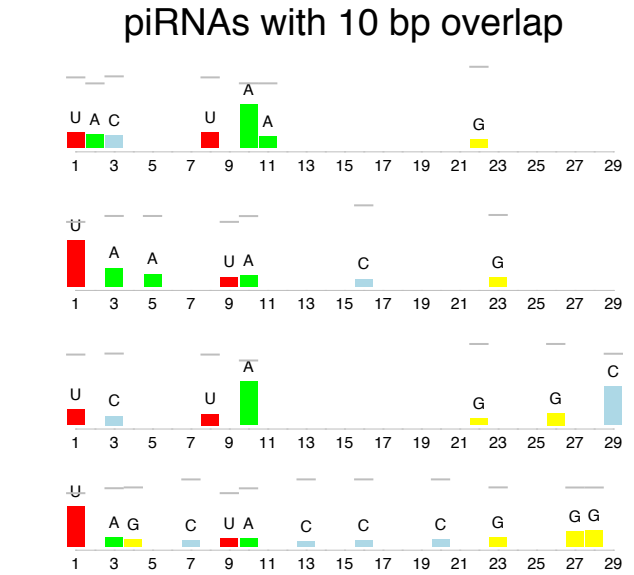 piRNAs with 10 bp overlap
U A C U A A G
1 3 5 7 9 11 13 15 17 19 21 23 25 27 29
U A A U A C G
1 3 5 7 9 11 13 15 17 19 21 23 25 27 29
U C U A G G C
1 3 5 7 9 11 13 15 17 19 21 23 25 27 29
U A G C U A C C C G G G
1 3 5 7 9 11 13 15 17 19 21 23 25 27 29